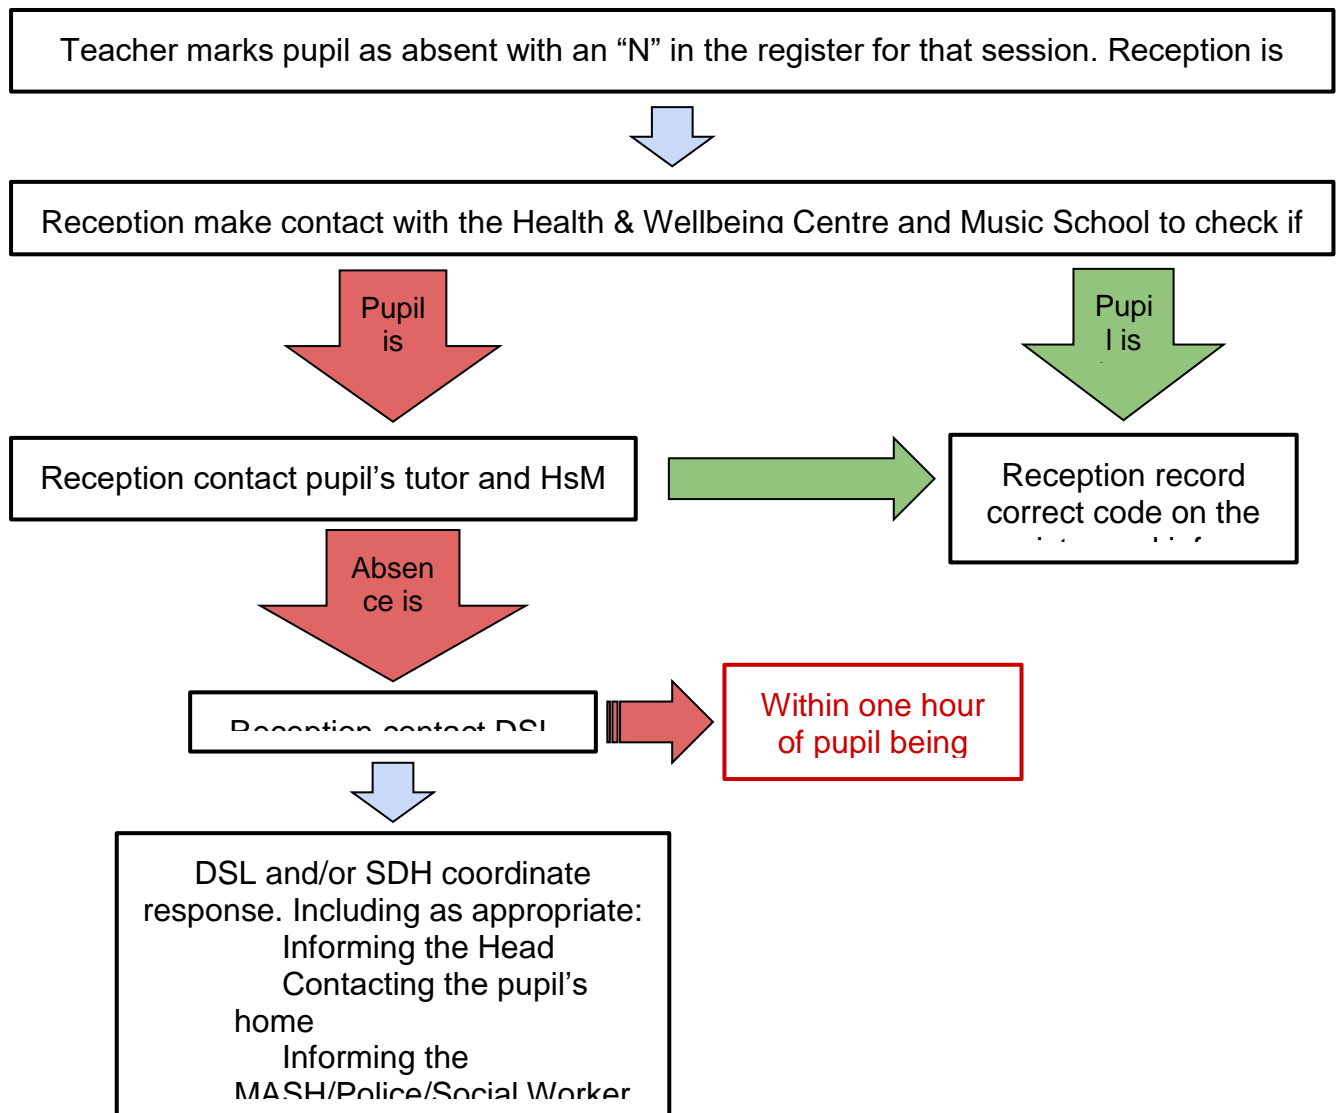 Teacher marks pupil as absent with an “N” in the register for that session. Reception is
Reception make contact with the Health & Wellbeing Centre and Music School to check if
Pupil
is
Pupi
l is
Reception contact pupil’s tutor and HsM
Reception record
correct code on the
Absen
ce is
Reception contact DSL
Within one hour
of pupil being
DSL and/or SDH coordinate
response. Including as appropriate:
Informing the Head
Contacting the pupil’s
home
Informing the
MASH/Police/Social Worker